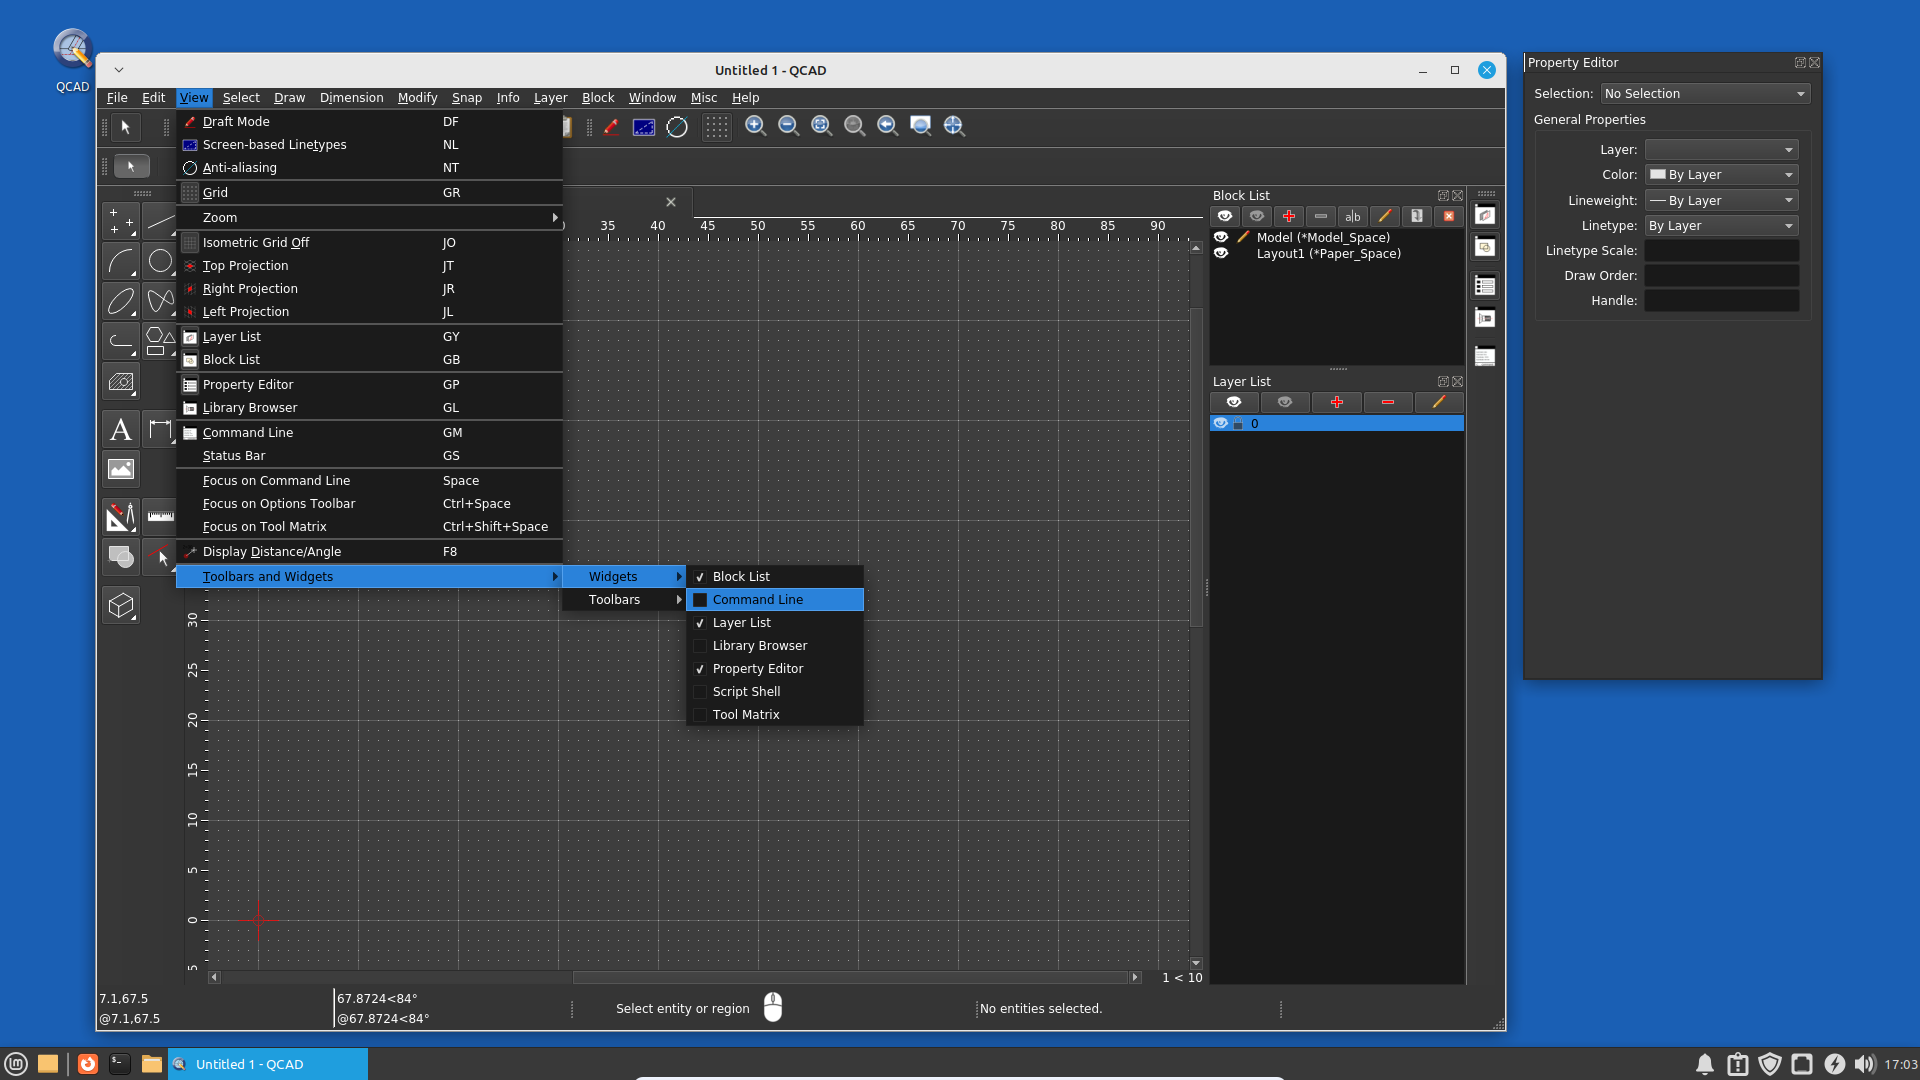 QCAD
Untitled 1 - QCAD
File Edit View Select Draw Dimension Modify Snap Info Layer Block Window Misc Help
Draft Mode DF
Screen-based Linetypes NL
Anti-aliasing NT
Grid GR
Zoom
Isometric Grid Off JO
Top Projection JT
Right Projection JR
Left Projection JL
Layer List GY
Block List GB
Property Editor GP
Library Browser GL
Command Line GM
Status Bar GS
Focus on Command Line Space
Focus on Options Toolbar Ctrl+Space
Focus on Tool Matrix Ctrl+Shift+Space
Display Distance/Angle F8
Toolbars and Widgets
Widgets
Toolbars
Block List
Command Line
Layer List
Library Browser
Property Editor
Script Shell
Tool Matrix
35 40 45 50 55 60 65 70 75 80 85 90
30
25
20
15
10
5
0
5
1 < 10
Block List
ab
Model (*Model_Space)
Layout1 (*Paper_Space)
Layer List
0
Property Editor
Selection: No Selection
General Properties
Layer:
Color: By Layer
Lineweight: By Layer
Linetype: By Layer
Linetype Scale:
Draw Order:
Handle:
7.1,67.5
@7.1,67.5
67.8724<84°
@67.8724<84°
Select entity or region
No entities selected.
Untitled 1 - QCAD
17:03